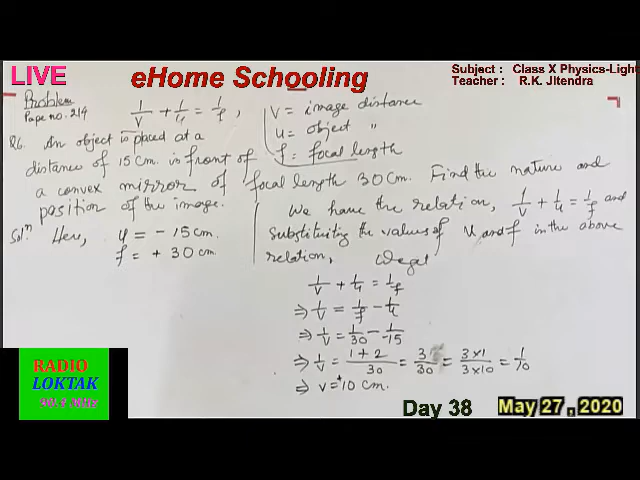 LIVE
eHome Schooling
Subject : Class X Physics-Ligh
Teacher : R.K. Jitendra
Problem
Page no. 214
1/v + 1/u = 1/f ,
v = image distance
u = object "
f = focal length
Q6. An object is placed at a
distance of 15 cm. in front of
a convex mirror of focal length 30 cm. Find the nature and
position of the image.
Solⁿ. Here, u = - 15 cm.
f = + 30 cm.
We have the relation, 1/v + 1/u = 1/f and
substituting the values of u and f in the above
relation, we get
1/v + 1/u = 1/f
⇒ 1/v = 1/f - 1/u
⇒ 1/v = 1/30 - 1/-15
⇒ 1/v = 1+2/30 = 3/30 = 3×1/3×10 = 1/10
⇒ v = +10 cm.
RADIO
LOKTAK
90.4 MHz
Day 38
May 27 , 2020